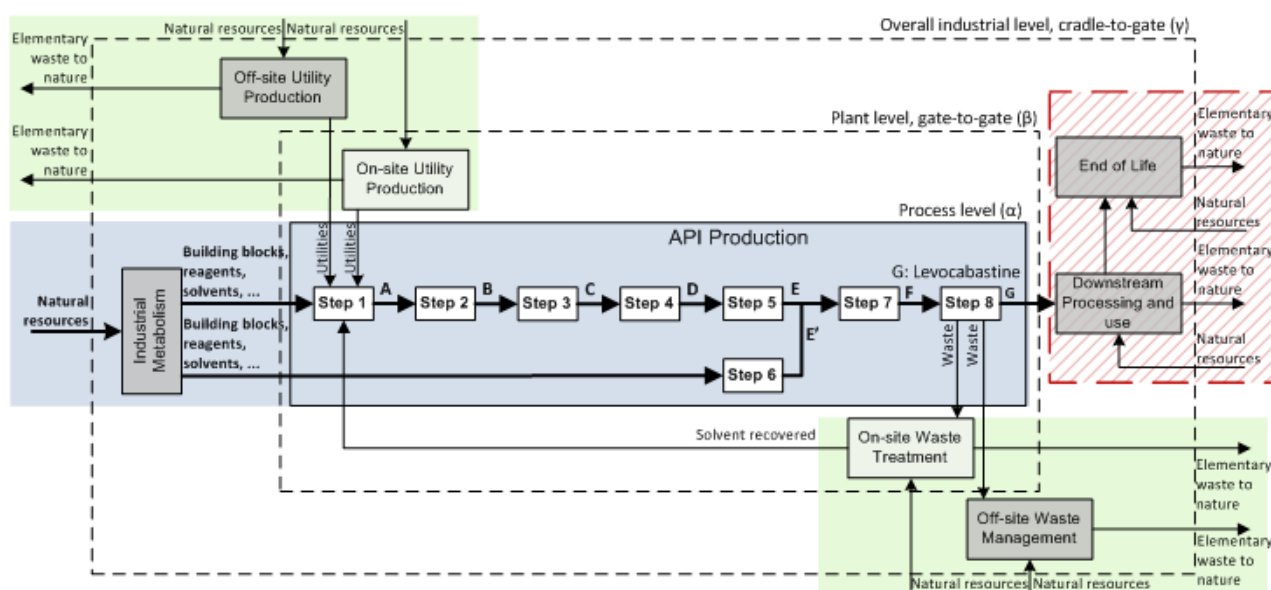 Natural resources Natural resources
Overall industrial level, cradle-to-gate (γ)
Elementary
waste to
nature
Off-site Utility
Production
Elementary
waste to
nature
On-site Utility
Production
Plant level, gate-to-gate (β)
Elementary
waste to
nature
End of Life
Natural
resources
Process level (α)
API Production
Utilities
Utilities
Building blocks,
reagents,
solvents, ...
G: Levocabastine
Elementary
waste to
nature
Natural
resources
Industrial
Metabolism
Step 1
A
Step 2
B
Step 3
C
Step 4
D
Step 5
E
Step 7
F
Step 8
G
Downstream
Processing and
use
Building blocks,
reagents,
solvents, ...
E'
Step 6
Waste
Waste
Natural
resources
Solvent recovered
On-site Waste
Treatment
Elementary
waste to
nature
Off-site Waste
Management
Elementary
waste to
nature
Natural resources Natural resources